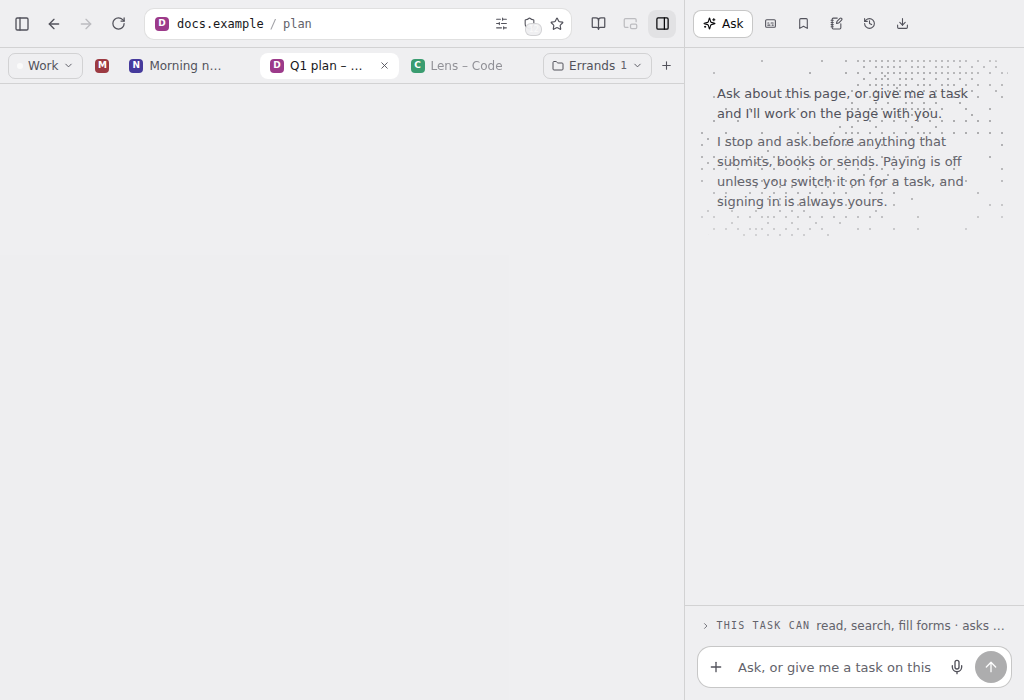 D docs.example / plan
Ask
Work
M
N Morning n...
D Q1 plan – ...
C Lens – Code
Errands 1
Ask about this page, or give me a task
and I'll work on the page with you.
I stop and ask before anything that
submits, books or sends. Paying is off
unless you switch it on for a task, and
signing in is always yours.
THIS TASK CAN read, search, fill forms · asks ...
Ask, or give me a task on this